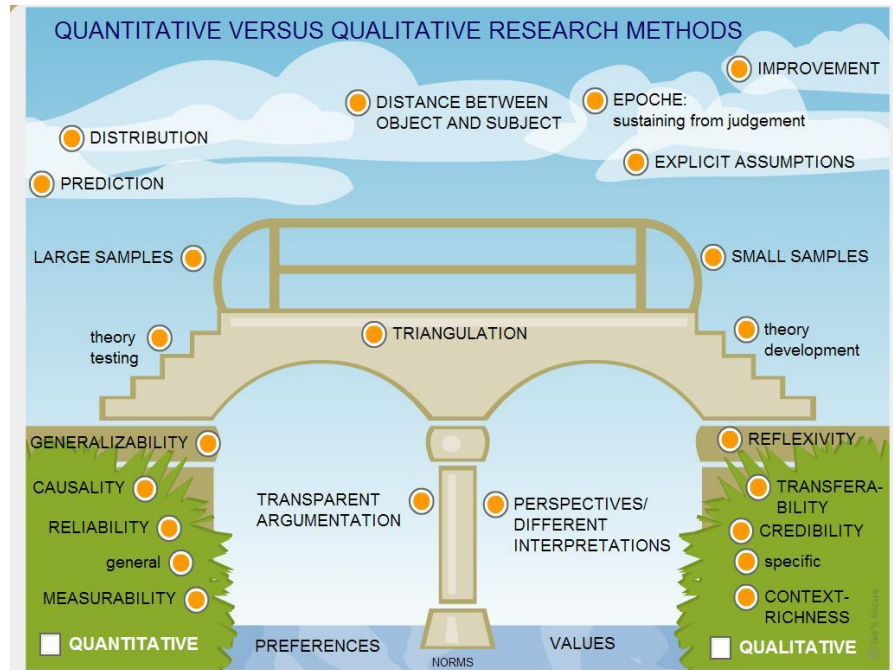 QUANTITATIVE VERSUS QUALITATIVE RESEARCH METHODS
IMPROVEMENT
DISTANCE BETWEEN
OBJECT AND SUBJECT
EPOCHE:
sustaining from judgement
DISTRIBUTION
EXPLICIT ASSUMPTIONS
PREDICTION
LARGE SAMPLES
SMALL SAMPLES
theory
testing
TRIANGULATION
theory
development
GENERALIZABILITY
REFLEXIVITY
CAUSALITY
TRANSPARENT
ARGUMENTATION
PERSPECTIVES/
DIFFERENT
INTERPRETATIONS
TRANSFERA-
BILITY
RELIABILITY
CREDIBILITY
general
specific
MEASURABILITY
CONTEXT-
RICHNESS
QUANTITATIVE
PREFERENCES
NORMS
VALUES
QUALITATIVE
let's focus